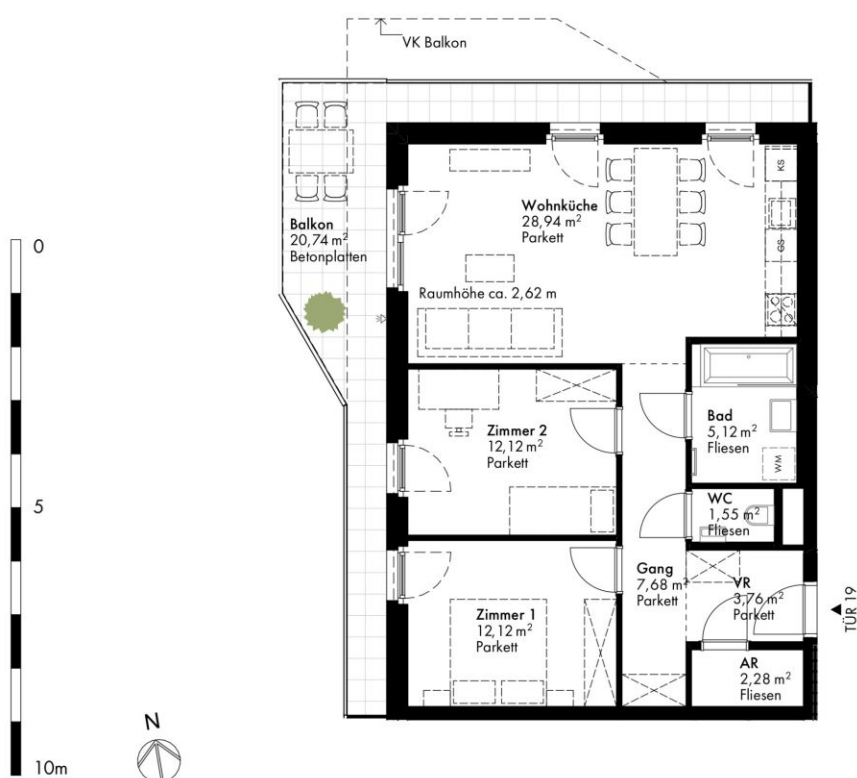 VK Balkon
KS
Wohnküche
28,94 m²
Parkett
Balkon
20,74 m²
Betonplatten
GS
0
Raumhöhe ca. 2,62 m
Zimmer 2
12,12 m²
Parkett
Bad
5,12 m²
Fliesen
WM
5
WC
1,55 m²
Fliesen
Gang
7,68 m²
Parkett
VR
3,76 m²
Parkett
TÜR 19
Zimmer 1
12,12 m²
Parkett
AR
2,28 m²
Fliesen
N
10m